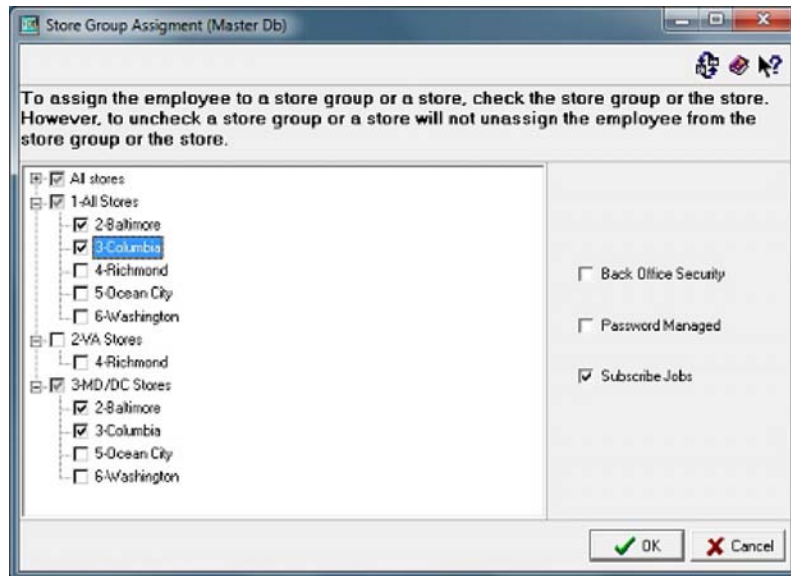 Store Group Assigment (Master Db)
To assign the employee to a store group or a store, check the store group or the store.
However, to uncheck a store group or a store will not unassign the employee from the
store group or the store.
All stores
1-All Stores
2-Baltimore
3-Columbia
4-Richmond
5-Ocean City
6-Washington
2-VA Stores
4-Richmond
3-MD/DC Stores
2-Baltimore
3-Columbia
5-Ocean City
6-Washington
Back Office Security
Password Managed
Subscribe Jobs
OK
Cancel